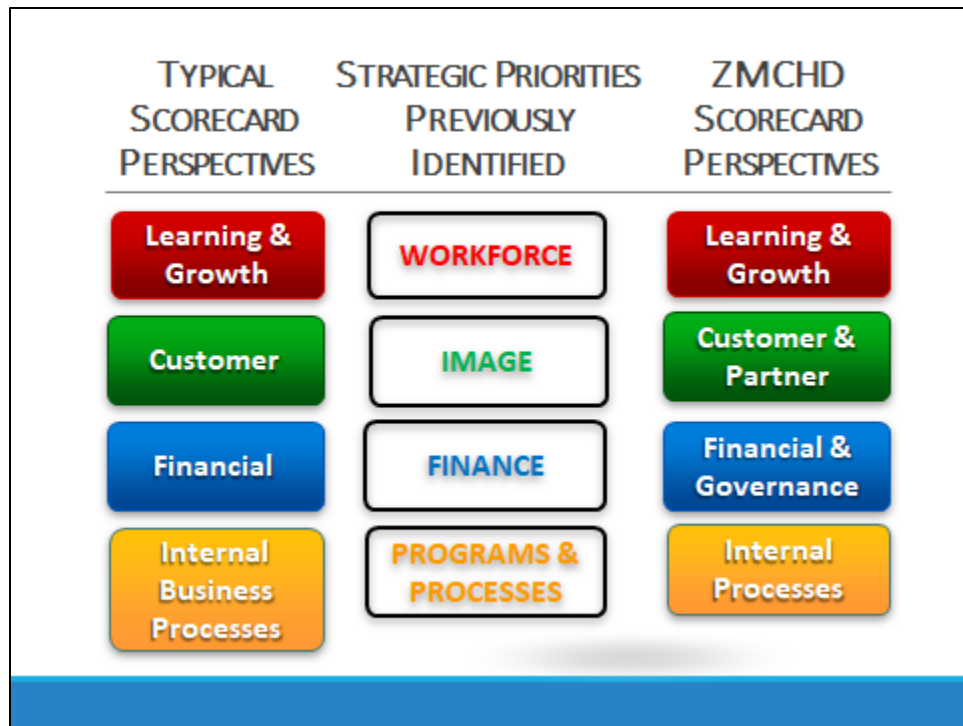 TYPICAL
SCORECARD
PERSPECTIVES
STRATEGIC PRIORITIES
PREVIOUSLY
IDENTIFIED
ZMCHD
SCORECARD
PERSPECTIVES
Learning &
Growth
WORKFORCE
Learning &
Growth
Customer
IMAGE
Customer &
Partner
Financial
FINANCE
Financial &
Governance
Internal
Business
Processes
PROGRAMS &
PROCESSES
Internal
Processes